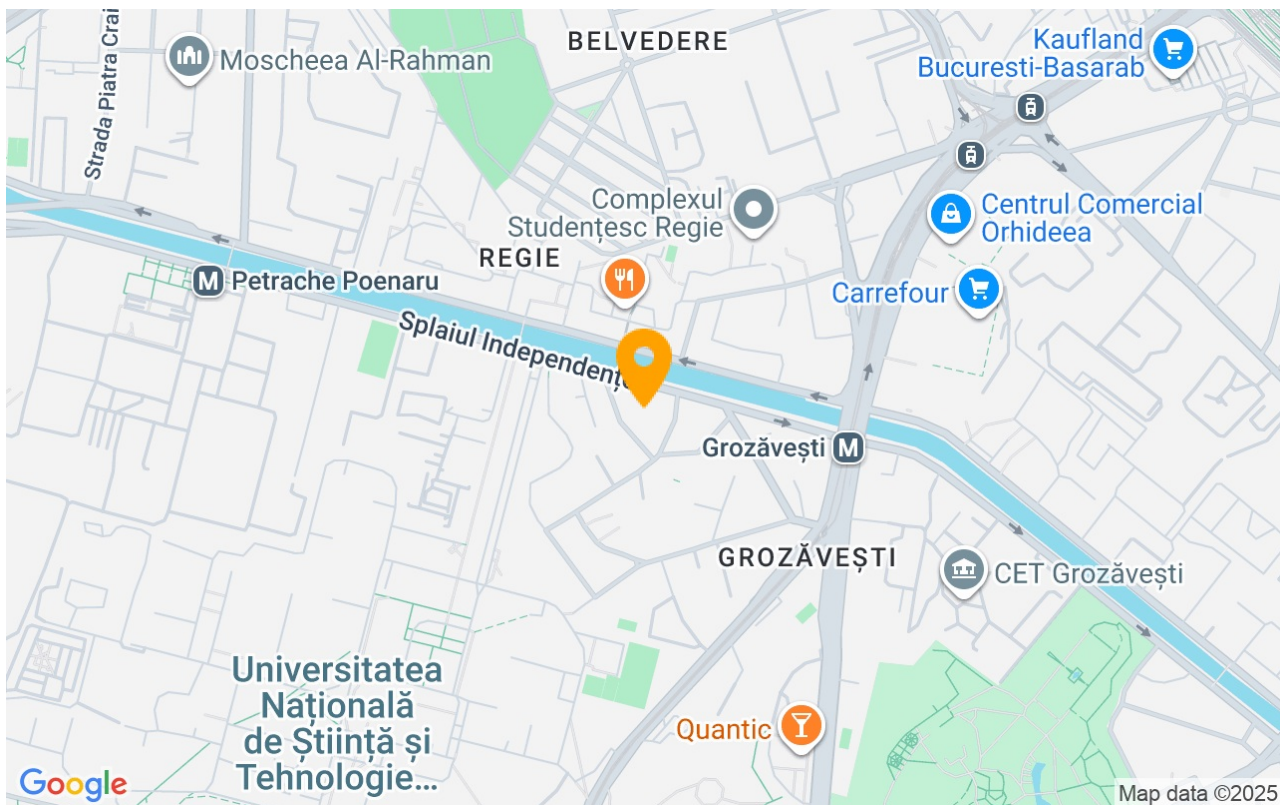 BELVEDERE
Kaufland
Bucuresti-Basarab
Moscheea Al-Rahman
Strada Piatra Crai
Complexul
Studențesc Regie
Centrul Comercial
Orhideea
REGIE
M Petrache Poenaru
Carrefour
Splaiul Independenț
Grozăvești M
GROZĂVEȘTI
CET Grozăvești
Universitatea
Națională
de Știință și
Tehnologie...
Quantic
Google
Map data ©2025